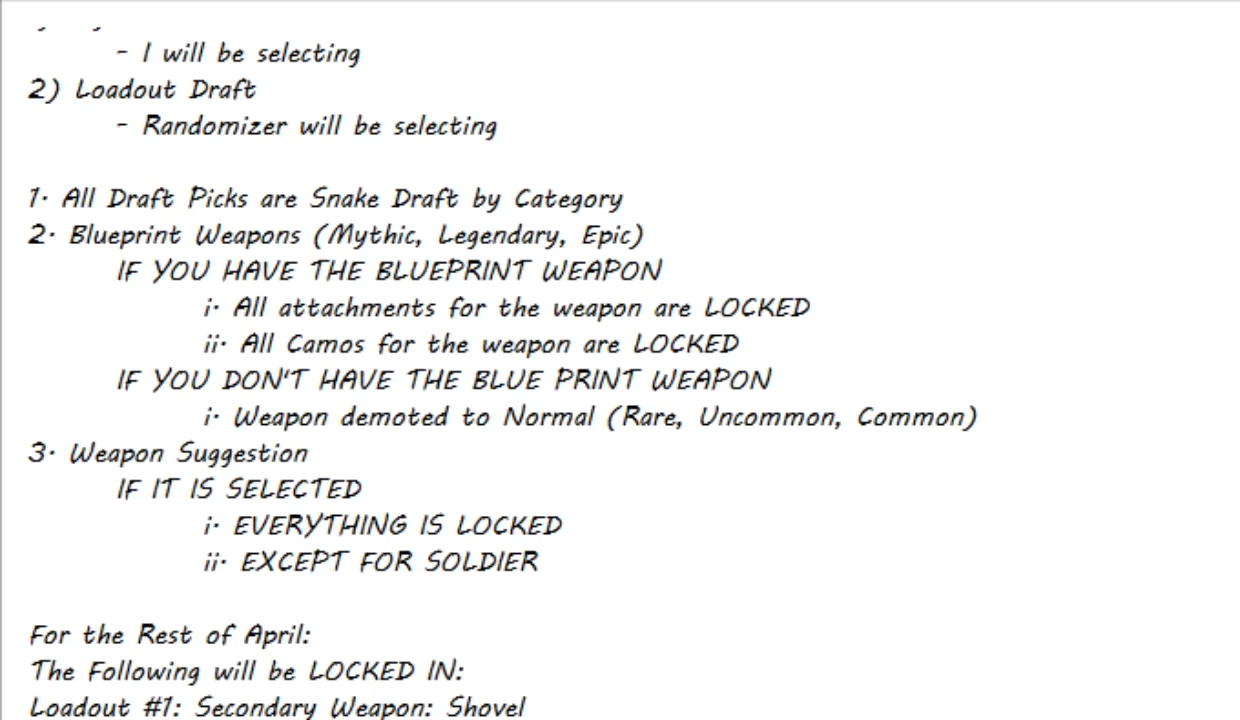 - I will be selecting
2) Loadout Draft
- Randomizer will be selecting
1. All Draft Picks are Snake Draft by Category
2. Blueprint Weapons (Mythic, Legendary, Epic)
IF YOU HAVE THE BLUEPRINT WEAPON
i. All attachments for the weapon are LOCKED
ii. All Camos for the weapon are LOCKED
IF YOU DON'T HAVE THE BLUE PRINT WEAPON
i. Weapon demoted to Normal (Rare, Uncommon, Common)
3. Weapon Suggestion
IF IT IS SELECTED
i. EVERYTHING IS LOCKED
ii. EXCEPT FOR SOLDIER
For the Rest of April:
The Following will be LOCKED IN:
Loadout #1: Secondary Weapon: Shovel